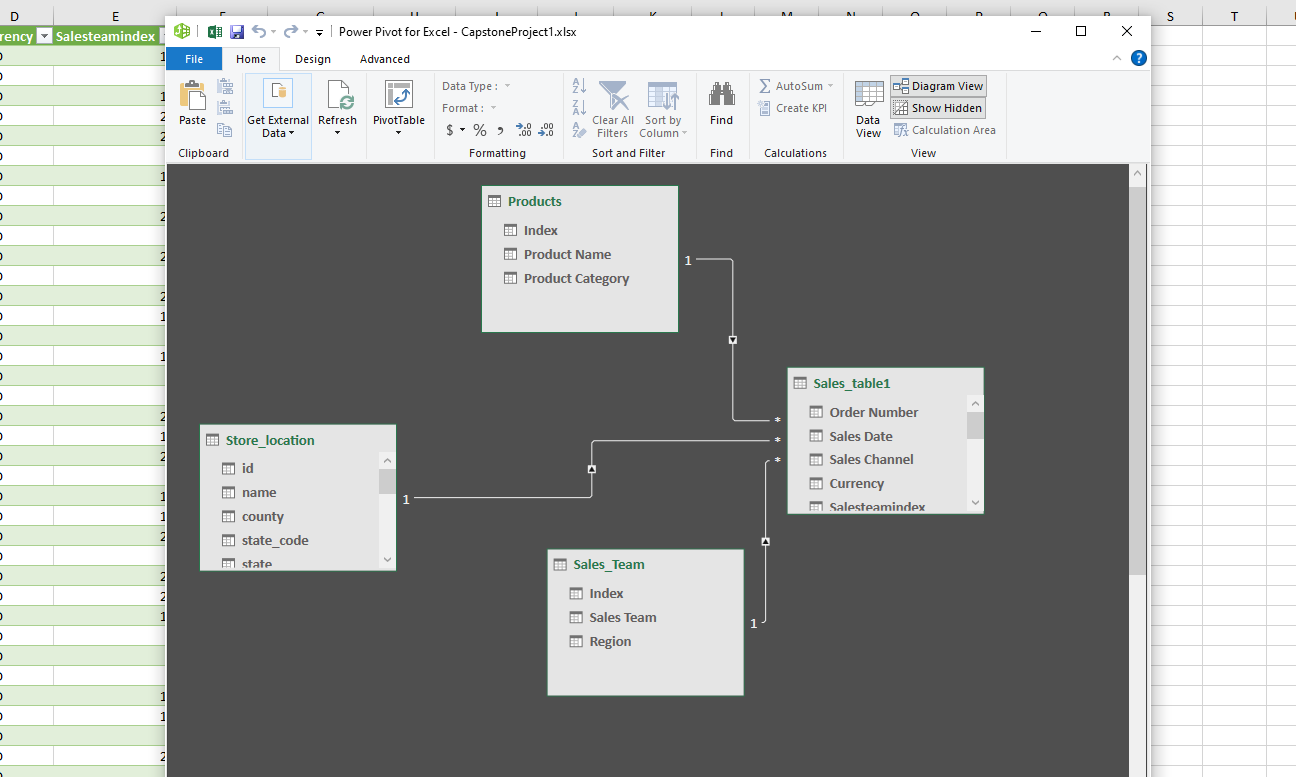 D E S T
rency Salesteamindex
Power Pivot for Excel - CapstoneProject1.xlsx
File Home Design Advanced
Paste
Clipboard
Get External
Data
Refresh
PivotTable
Data Type :
Format :
$ % ,
Formatting
Clear All
Filters
Sort by
Column
Sort and Filter
Find
Find
AutoSum
Create KPI
Calculations
Data
View
Diagram View
Show Hidden
Calculation Area
View
Products
Index
Product Name
Product Category
1
*
*
*
Sales_table1
Order Number
Sales Date
Sales Channel
Currency
Salesteamindex
Store_location
id
name
county
state_code
state
1
Sales_Team
Index
Sales Team
Region
1